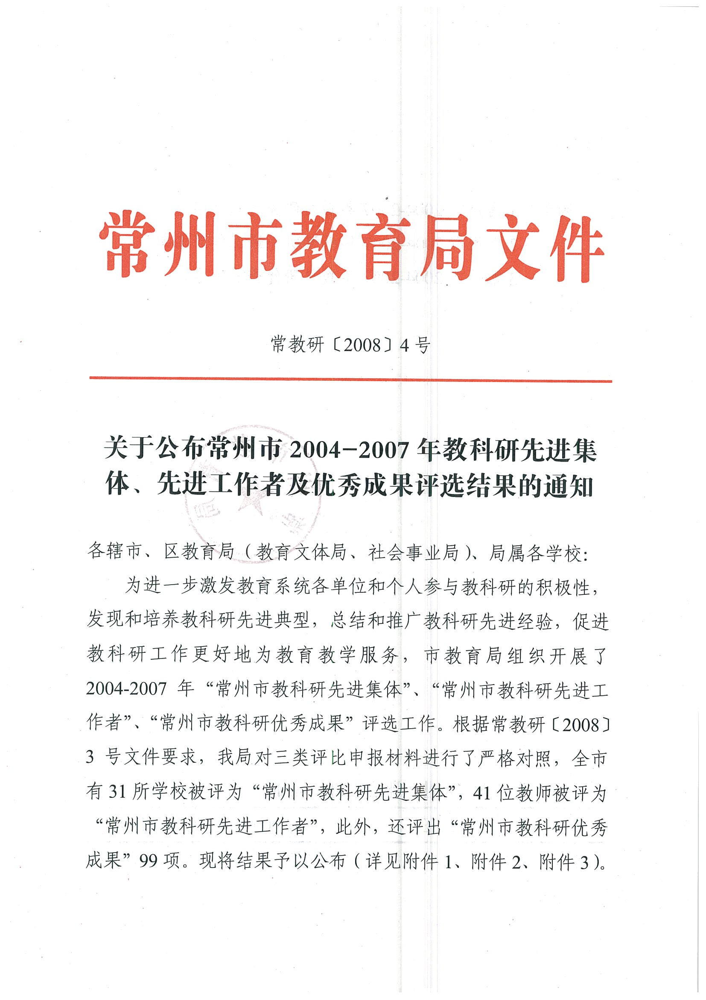 常州市教育局文件
常教研〔2008〕4号
关于公布常州市2004-2007年教科研先进集
体、先进工作者及优秀成果评选结果的通知
各辖市、区教育局（教育文体局、社会事业局）、局属各学校：
为进一步激发教育系统各单位和个人参与教科研的积极性，
发现和培养教科研先进典型，总结和推广教科研先进经验，促进
教科研工作更好地为教育教学服务，市教育局组织开展了
2004-2007 年“常州市教科研先进集体”、“常州市教科研先进工
作者”、“常州市教科研优秀成果”评选工作。根据常教研〔2008〕
3 号文件要求，我局对三类评比申报材料进行了严格对照，全市
有31所学校被评为“常州市教科研先进集体”，41位教师被评为
“常州市教科研先进工作者”，此外，还评出“常州市教科研优秀
成果”99项。现将结果予以公布（详见附件1、附件2、附件3）。